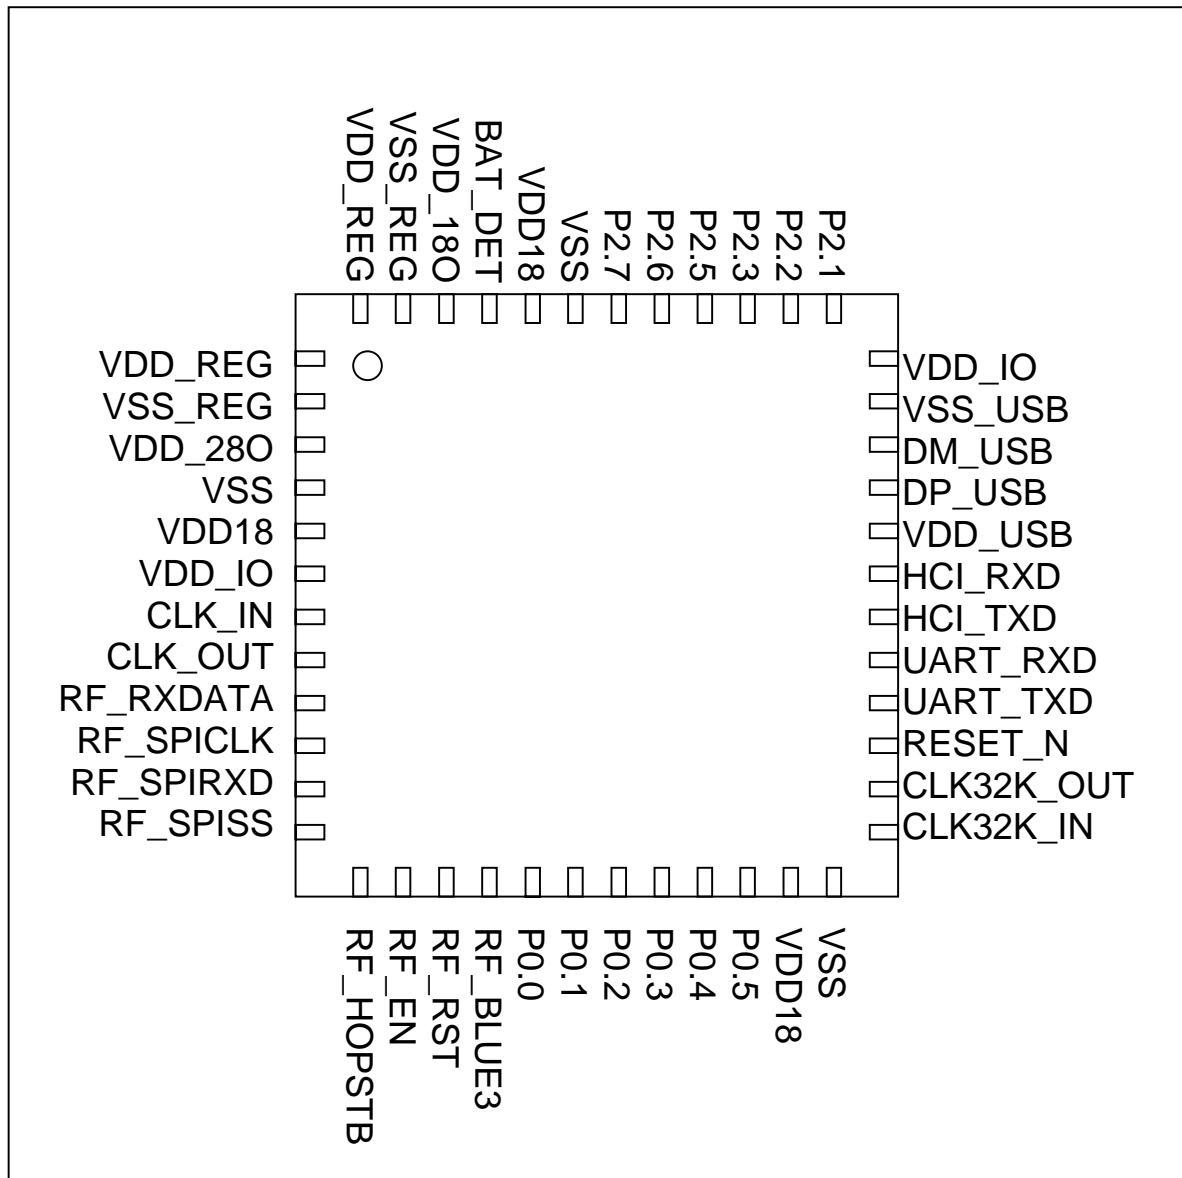 VDD_REG
VSS_REG
VDD_18O
BAT_DET
VDD18
VSS
P2.7
P2.6
P2.5
P2.3
P2.2
P2.1
VDD_REG
VSS_REG
VDD_28O
VSS
VDD18
VDD_IO
CLK_IN
CLK_OUT
RF_RXDATA
RF_SPICLK
RF_SPIRXD
RF_SPISS
VDD_IO
VSS_USB
DM_USB
DP_USB
VDD_USB
HCI_RXD
HCI_TXD
UART_RXD
UART_TXD
RESET_N
CLK32K_OUT
CLK32K_IN
RF_HOPSTB
RF_EN
RF_RST
RF_BLUE3
P0.0
P0.1
P0.2
P0.3
P0.4
P0.5
VDD18
VSS